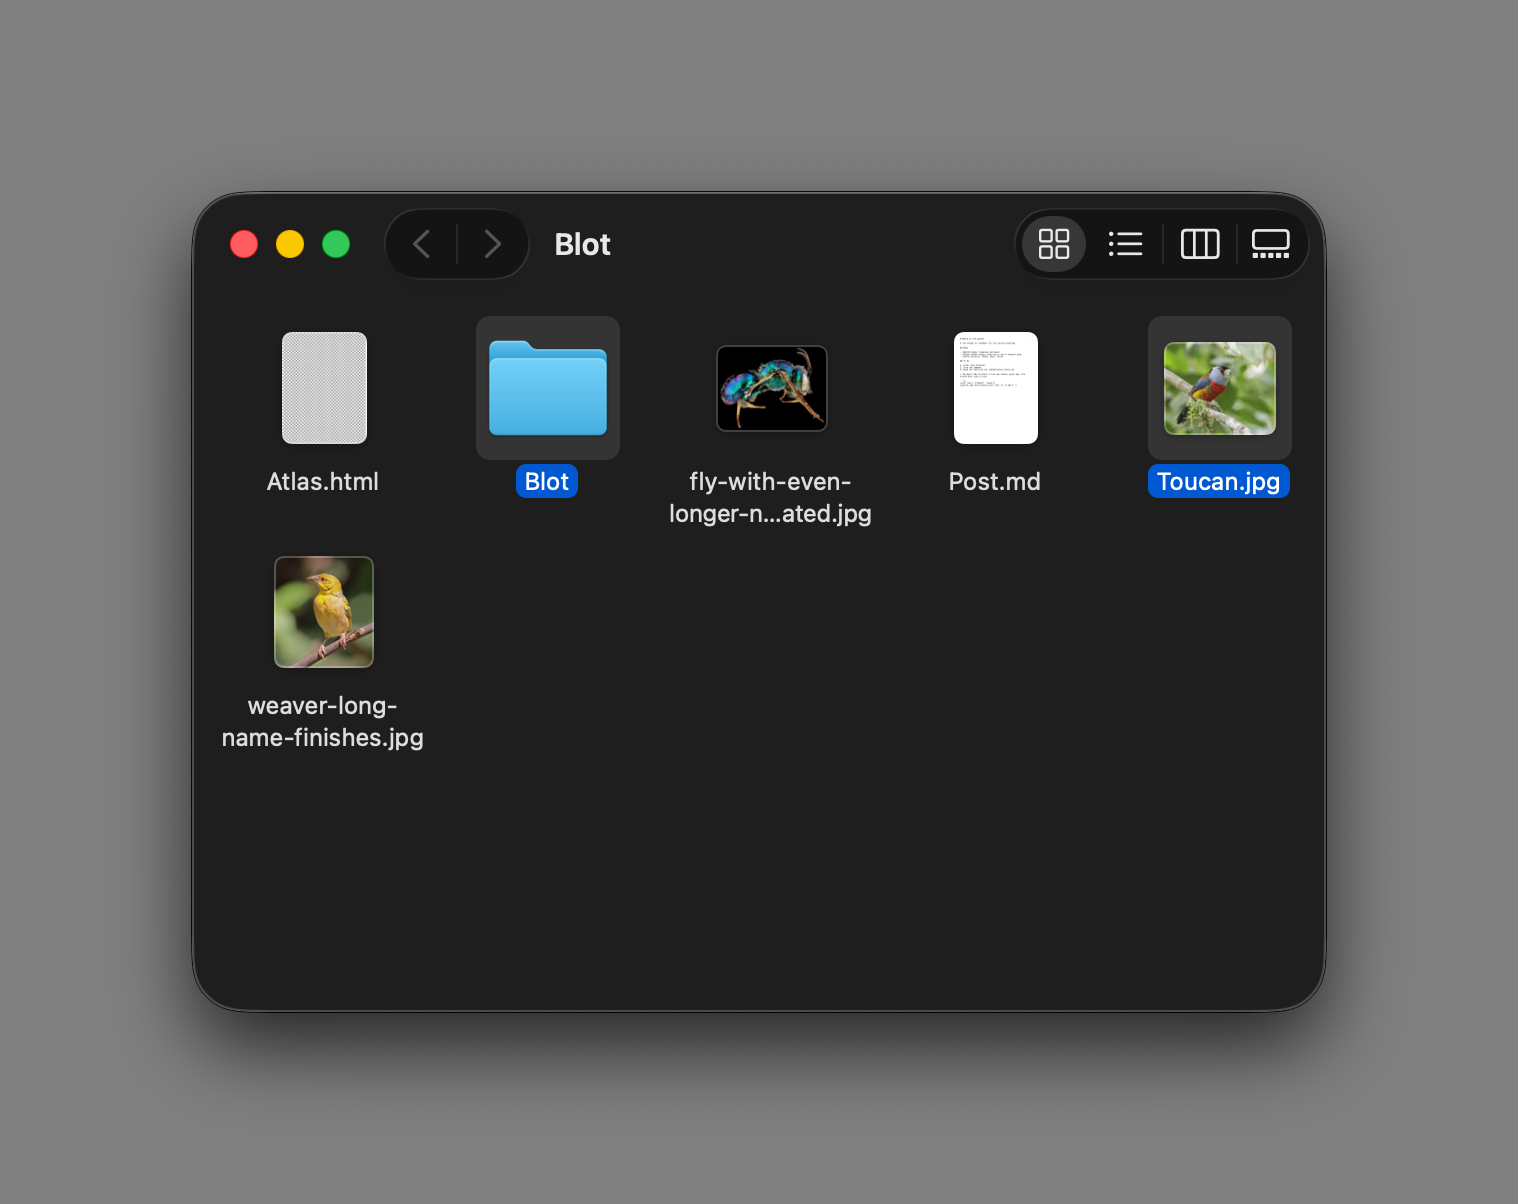 Blot
Atlas.html
Blot
fly-with-even-
longer-n...ated.jpg
Post.md
Toucan.jpg
weaver-long-
name-finishes.jpg